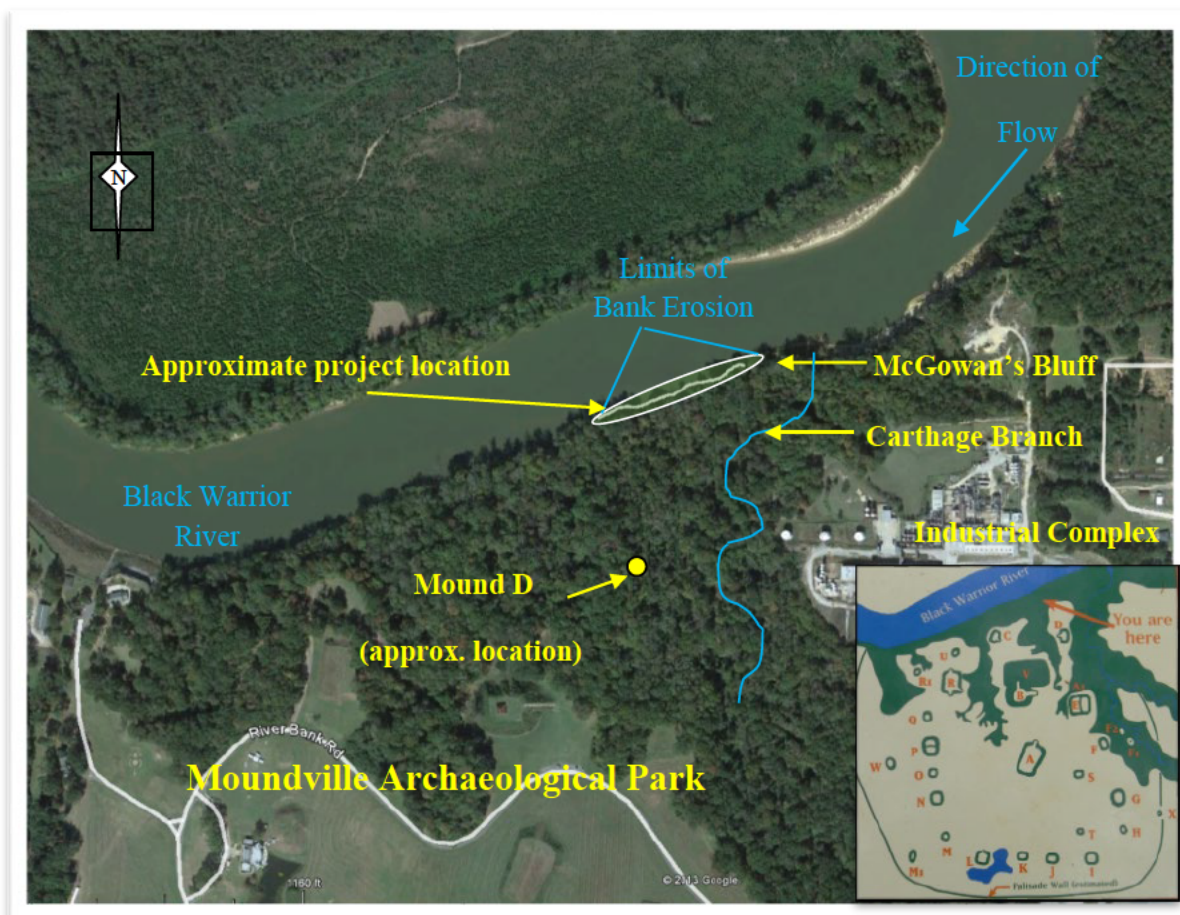 Direction of
Flow
N
Limits of
Bank Erosion
Approximate project location
McGowan's Bluff
Carthage Branch
Black Warrior
River
Industrial Complex
Mound D
(approx. location)
River Bank Rd
Moundville Archaeological Park
1160 ft
© 2013 Google
Black Warrior River
You are
here
C
D
U
V
R1
R
B
E
Q
P
F
W
A
O
S
N
G
X
M
T
H
L
K
J
I
Palisade Wall (estimated)